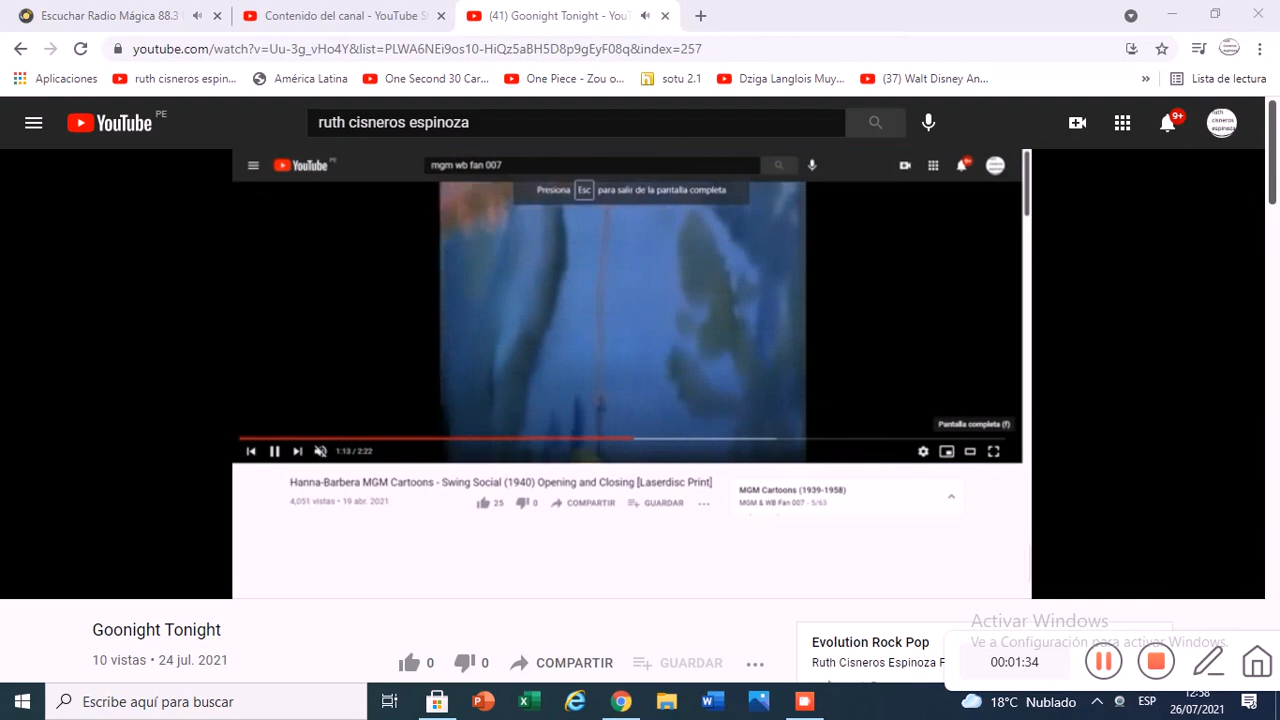 Escuchar Radio Mágica 88.3
Contenido del canal - YouTube S
(41) Goonight Tonight - You
youtube.com/watch?v=Uu-3g_vHo4Y&list=PLWA6NEi9os10-HiQz5aBH5D8p9gEyF08q&index=257
Aplicaciones
ruth cisneros espin...
América Latina
One Second 30 Car...
One Piece - Zou o...
sotu 2.1
Dziga Langlois Muy...
(37) Walt Disney An...
»
Lista de lectura
YouTube PE
ruth cisneros espinoza
9+
ruth cisneros espinoza
YouTube
mgm wb fan 007
Presiona Esc para salir de la pantalla completa
Pantalla completa (f)
1:13 / 2:22
Hanna-Barbera MGM Cartoons - Swing Social (1940) Opening and Closing [Laserdisc Print]
4,051 vistas • 19 abr. 2021
25
0
COMPARTIR
GUARDAR
MGM Cartoons (1939-1958)
MGM & WB Fan 007 - 5/63
Goonight Tonight
10 vistas • 24 jul. 2021
0
0
COMPARTIR
GUARDAR
Evolution Rock Pop
Ruth Cisneros Espinoza F
Activar Windows
Ve a Configuración para activar Windows.
00:01:34
Escribe aquí para buscar
18°C Nublado
ESP
12:58
26/07/2021